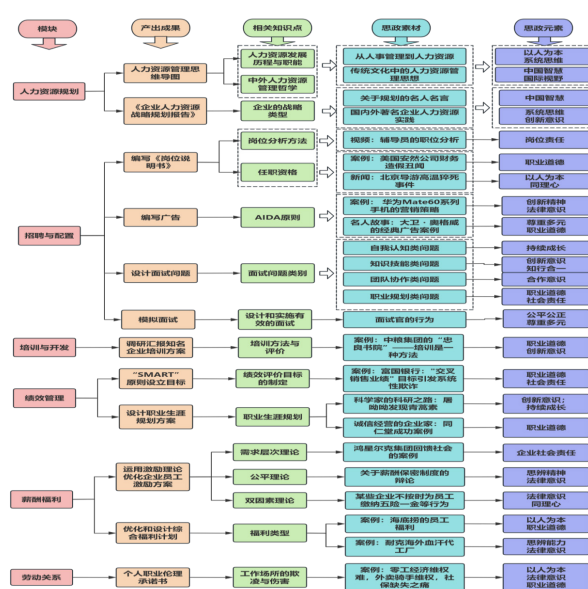 模块
产出成果
相关知识点
思政素材
思政元素
人力资源规划
人力资源管理思
维导图
人力资源发展
历程与职能
中外人力资源
管理哲学
从人事管理到人力资源
传统文化中的人力资源管
理思想
以人为本
系统思维
中国智慧
国际视野
《企业人力资源
战略规划报告》
企业的战略
类型
关于规划的名人名言
国内外著名企业人力资源
实践
中国智慧
系统思维
创新意识
招聘与配置
编写《岗位说
明书》
岗位分析方法
任职资格
视频：辅导员的职位分析
岗位责任
案例：美国安然公司财务
造假丑闻
职业道德
新闻：北京导游高温猝死
事件
以人为本
同理心
编写广告
AIDA原则
案例：华为Mate60系列
手机的营销策略
创新精神
法律意识
名人故事：大卫·奥格威
的经典广告案例
尊重多元
职业道德
设计面试问题
面试问题类别
自我认知类问题
持续成长
知识技能类问题
创新意识
知行合一
团队协作类问题
合作意识
职业规划类问题
职业道德
社会责任
模拟面试
设计和实施有
效的面试
面试官的行为
公平公正
尊重多元
培训与开发
调研汇报知名
企业培训方案
培训方法与
评价
案例：中粮集团的“忠
良书院”——培训是一
种方法
职业道德
创新意识
绩效管理
“SMART”
原则设立目标
绩效评价目标
的制定
案例：富国银行：“交叉
销售业绩”目标引发系统性
欺诈
职业道德
社会责任
设计职业生涯
规划方案
职业生涯规划
科学家的科研之路：屠
呦呦发现青蒿素
创新意识；
持续成长
诚信经营的企业家：同
仁堂成功案例
职业道德
薪酬福利
运用激励理论
优化企业员工
激励方案
需求层次理论
鸿星尔克集团回馈社会
的案例
企业社会责任
公平理论
关于薪酬保密制度的
辩论
思辨精神
法律意识
双因素理论
某些企业不按时为员工
缴纳五险一金等行为
法律意识
同理心
优化和设计综
合福利计划
福利类型
案例：海底捞的员工
福利
以人为本
职业道德
案例：耐克海外血汗代
工厂
思辨能力
法律意识
劳动关系
个人职业伦理
承诺书
工作场所的欺
凌与伤害
案例：零工经济维权
难，外卖骑手维权，社
保缺失之痛
以人为本
法律意识
职业道德